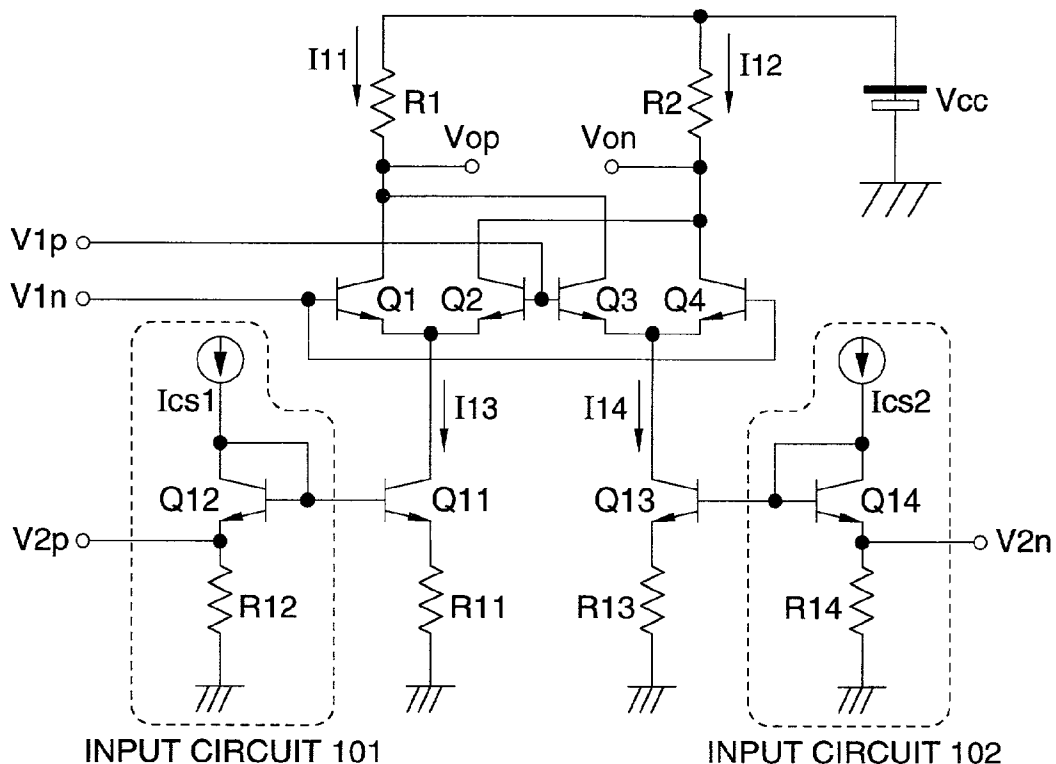 I11
I12
R1
R2
Vcc
Vop
Von
V1p
V1n
Q1
Q2
Q3
Q4
Ics1
I13
I14
Ics2
Q12
Q11
Q13
Q14
V2p
V2n
R12
R11
R13
R14
INPUT CIRCUIT 101
INPUT CIRCUIT 102